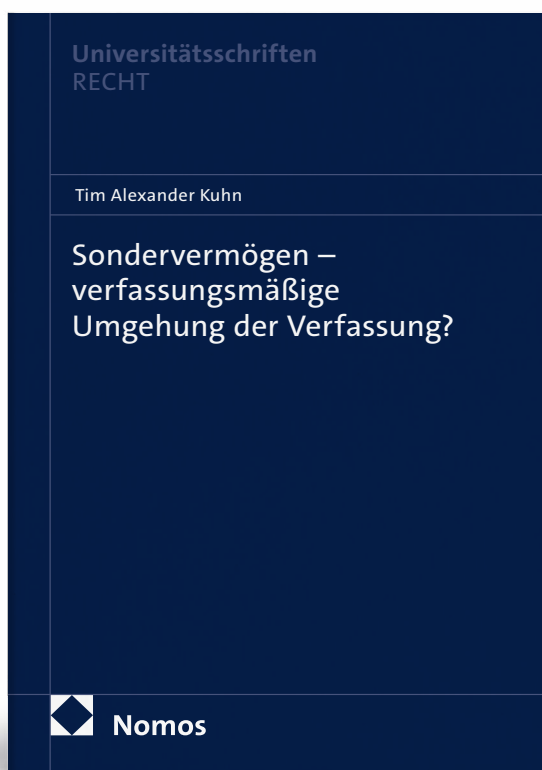 Universitätsschriften
RECHT
Tim Alexander Kuhn
Sondervermögen –
verfassungsmäßige
Umgehung der Verfassung?
Nomos